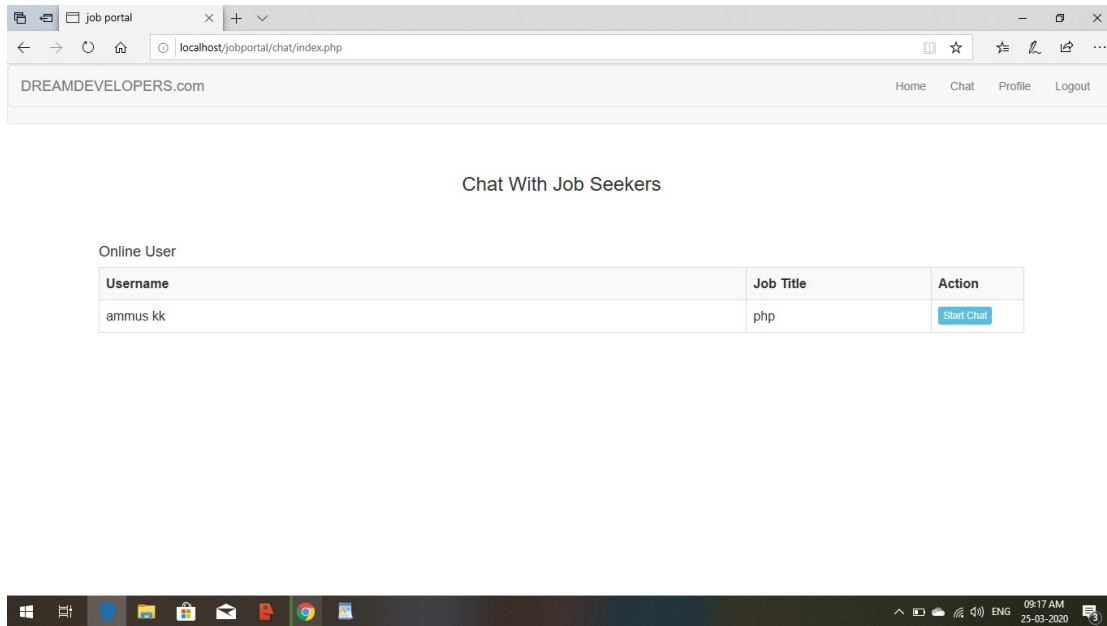 job portal
localhost/jobportal/chat/index.php
DREAMDEVELOPERS.com Home Chat Profile Logout
Chat With Job Seekers
Online User
Username Job Title Action
ammus kk php Start Chat
ENG 09:17 AM
25-03-2020 3